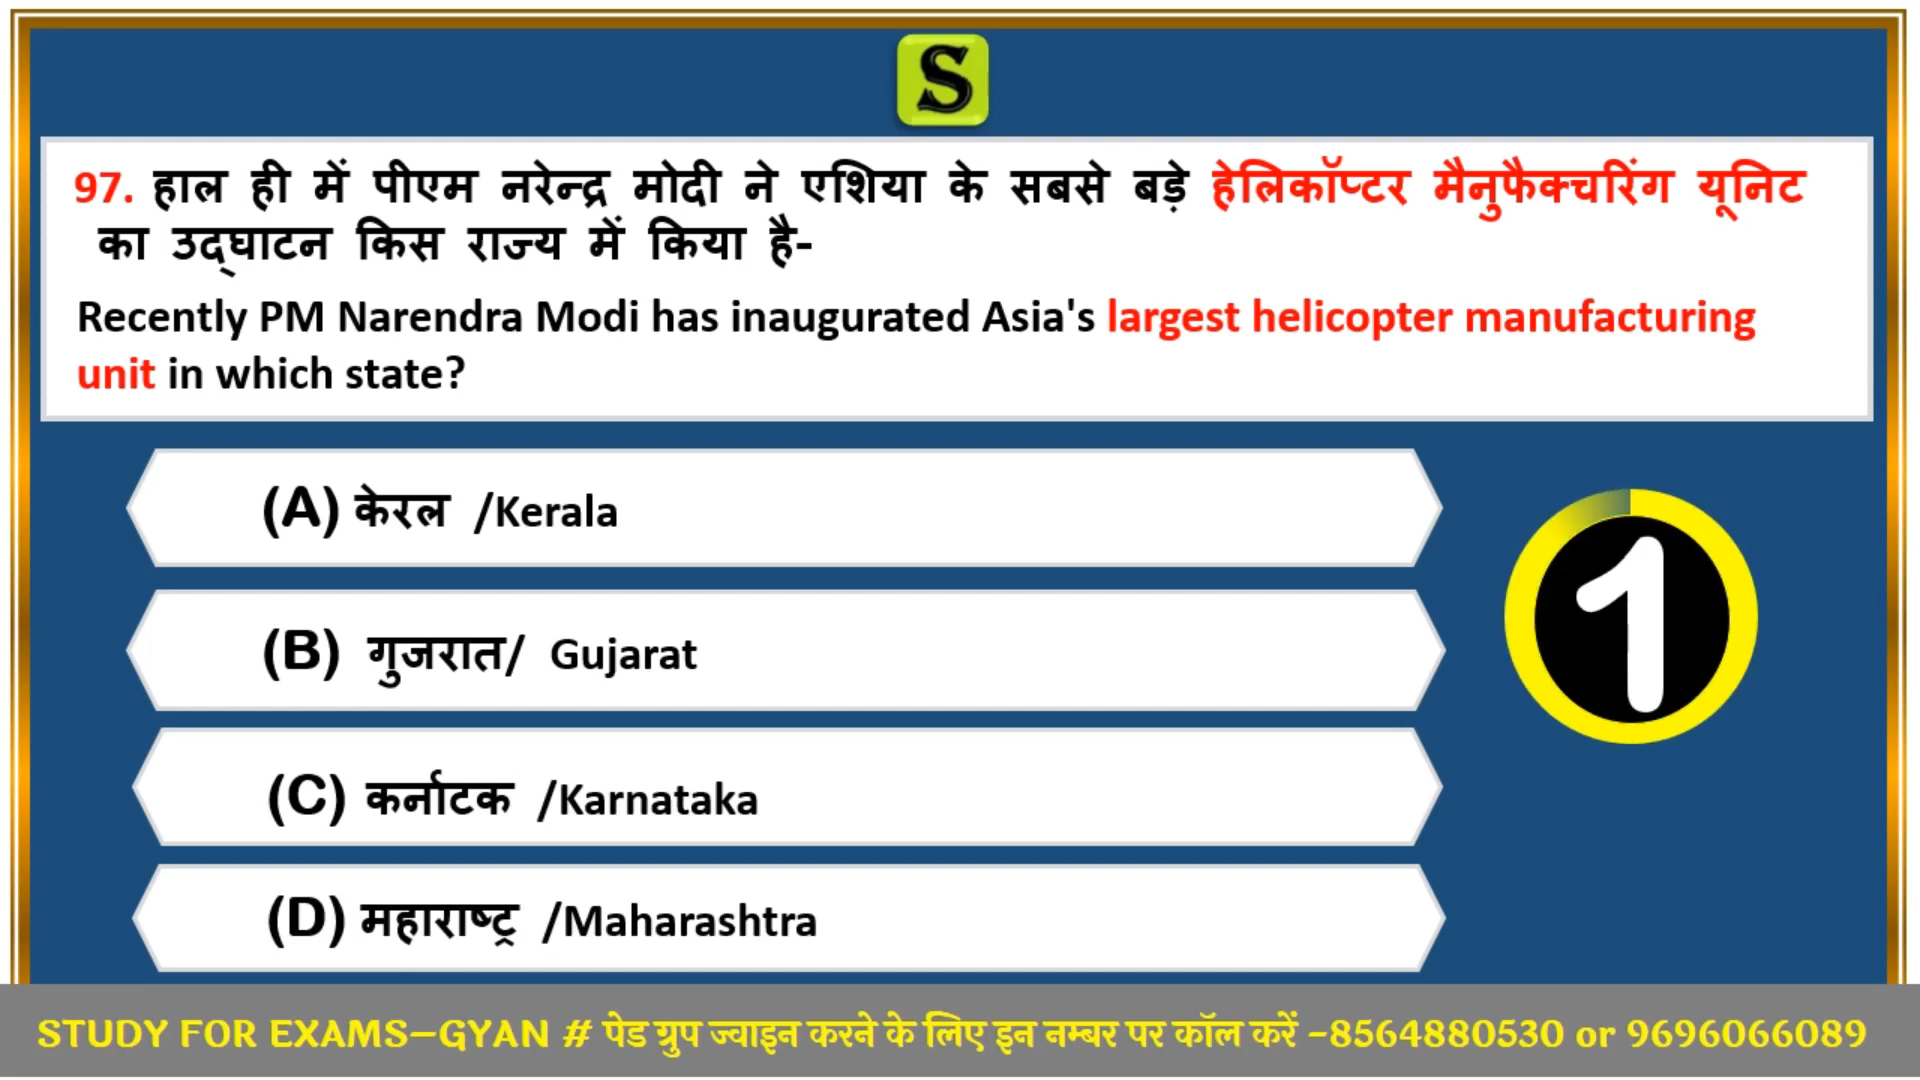 S
97. हाल ही में पीएम नरेन्द्र मोदी ने एशिया के सबसे बड़े हेलिकॉप्टर मैनुफैक्चरिंग यूनिट
का उद्घाटन किस राज्य में किया है-
Recently PM Narendra Modi has inaugurated Asia's largest helicopter manufacturing
unit in which state?
(A) केरल /Kerala
(B) गुजरात/ Gujarat
1
(C) कर्नाटक /Karnataka
(D) महाराष्ट्र /Maharashtra
STUDY FOR EXAMS–GYAN # पेड ग्रुप ज्वाइन करने के लिए इन नम्बर पर कॉल करें -8564880530 or 9696066089